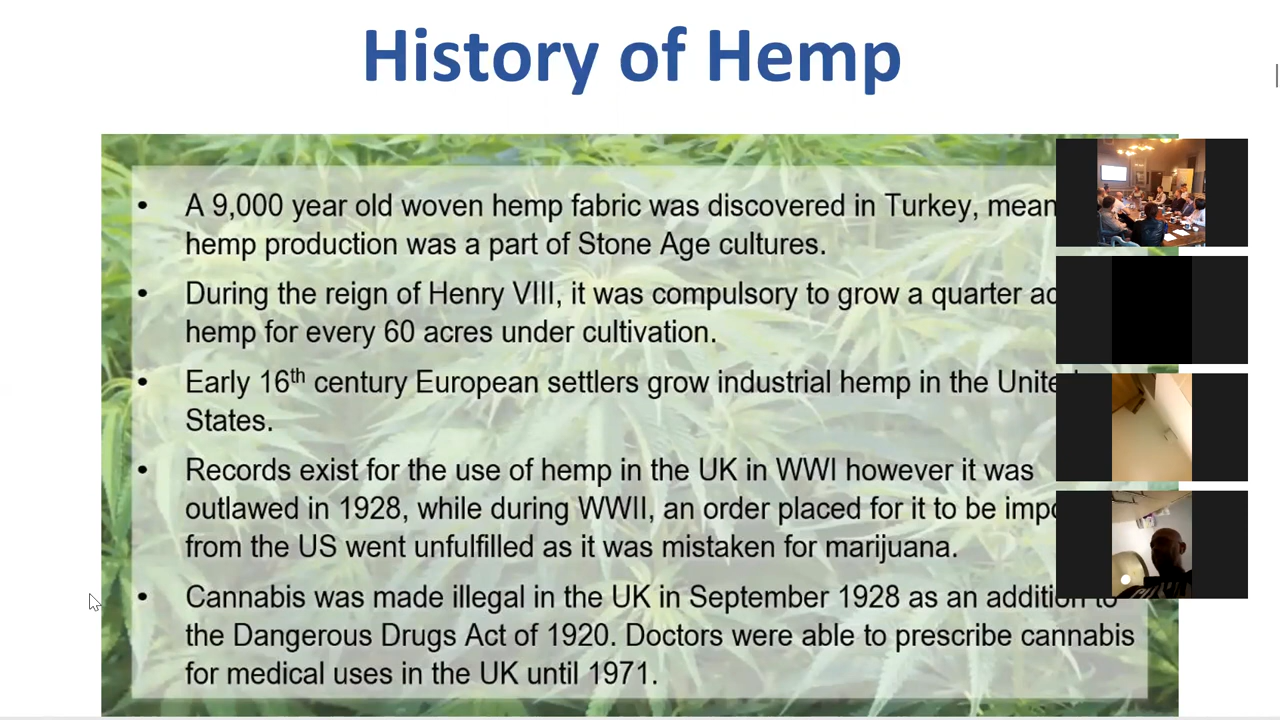 History of Hemp
• A 9,000 year old woven hemp fabric was discovered in Turkey, mean
hemp production was a part of Stone Age cultures.
• During the reign of Henry VIII, it was compulsory to grow a quarter ac
hemp for every 60 acres under cultivation.
• Early 16th century European settlers grow industrial hemp in the United
States.
• Records exist for the use of hemp in the UK in WWI however it was
outlawed in 1928, while during WWII, an order placed for it to be impo
from the US went unfulfilled as it was mistaken for marijuana.
• Cannabis was made illegal in the UK in September 1928 as an addition to
the Dangerous Drugs Act of 1920. Doctors were able to prescribe cannabis
for medical uses in the UK until 1971.